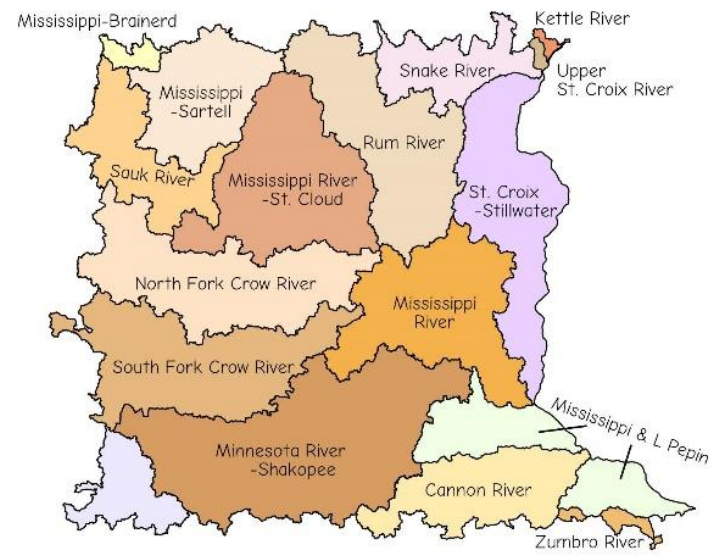 Mississippi-Brainerd
Kettle River
Snake River
Upper
St. Croix River
Mississippi
-Sartell
Rum River
Sauk River
Mississippi River
-St. Cloud
St. Croix
-Stillwater
North Fork Crow River
Mississippi
River
South Fork Crow River
Mississippi & L Pepin
Minnesota River
-Shakopee
Cannon River
Zumbro River